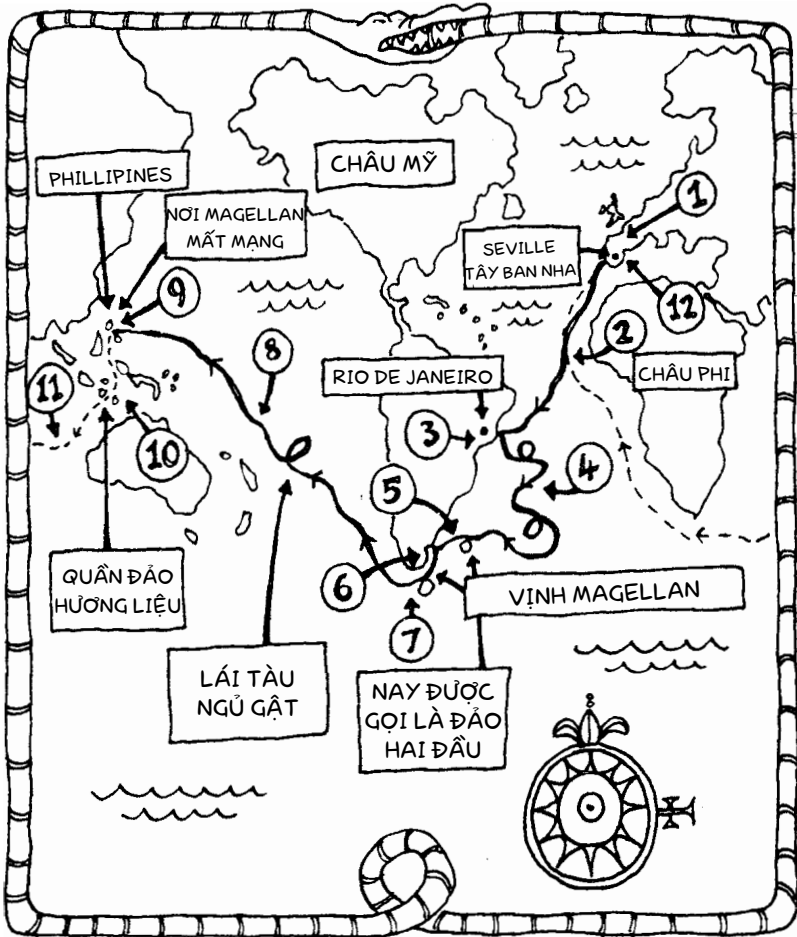 CHÂU MỸ
PHILLIPINES
1
NƠI MAGELLAN
MẤT MẠNG
SEVILLE
TÂY BAN NHA
9
12
2
8
RIO DE JANEIRO
CHÂU PHI
11
3
10
4
5
QUẦN ĐẢO
HƯƠNG LIỆU
6
VỊNH MAGELLAN
7
LÁI TÀU
NGỦ GẬT
NAY ĐƯỢC
GỌI LÀ ĐẢO
HAI ĐẦU